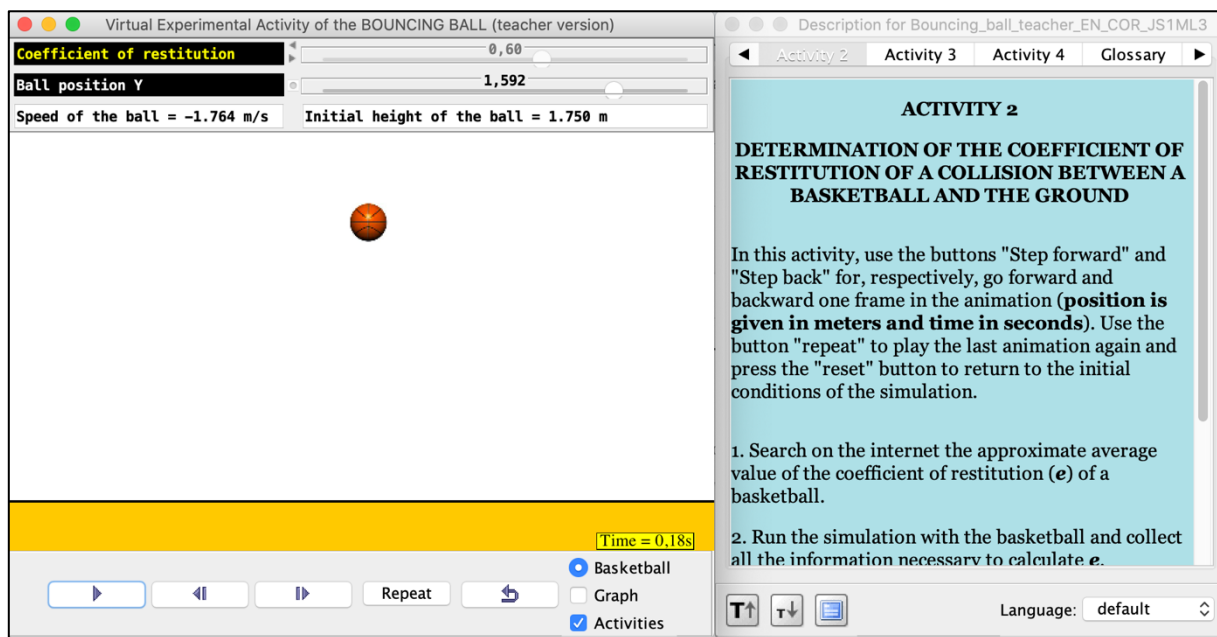 Virtual Experimental Activity of the BOUNCING BALL (teacher version)
Coefficient of restitution
0,60
Ball position Y
1,592
Speed of the ball = -1.764 m/s
Initial height of the ball = 1.750 m
Time = 0,18s
Repeat
Basketball
Graph
Activities
Description for Bouncing_ball_teacher_EN_COR_JS1ML3
Activity 2
Activity 3
Activity 4
Glossary
ACTIVITY 2
DETERMINATION OF THE COEFFICIENT OF
RESTITUTION OF A COLLISION BETWEEN A
BASKETBALL AND THE GROUND
In this activity, use the buttons "Step forward" and
"Step back" for, respectively, go forward and
backward one frame in the animation (position is
given in meters and time in seconds). Use the
button "repeat" to play the last animation again and
press the "reset" button to return to the initial
conditions of the simulation.
1. Search on the internet the approximate average
value of the coefficient of restitution (e) of a
basketball.
2. Run the simulation with the basketball and collect
all the information necessary to calculate e.
T↑
T↓
Language:
default